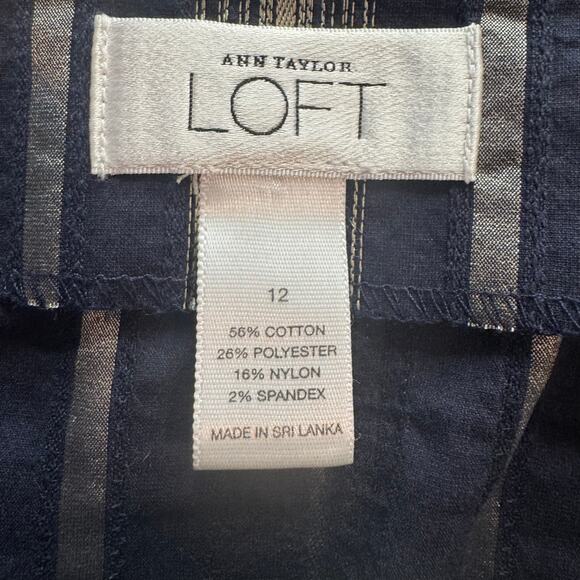 ANN TAYLOR
LOFT
12
56% COTTON
26% POLYESTER
16% NYLON
2% SPANDEX
MADE IN SRI LANKA